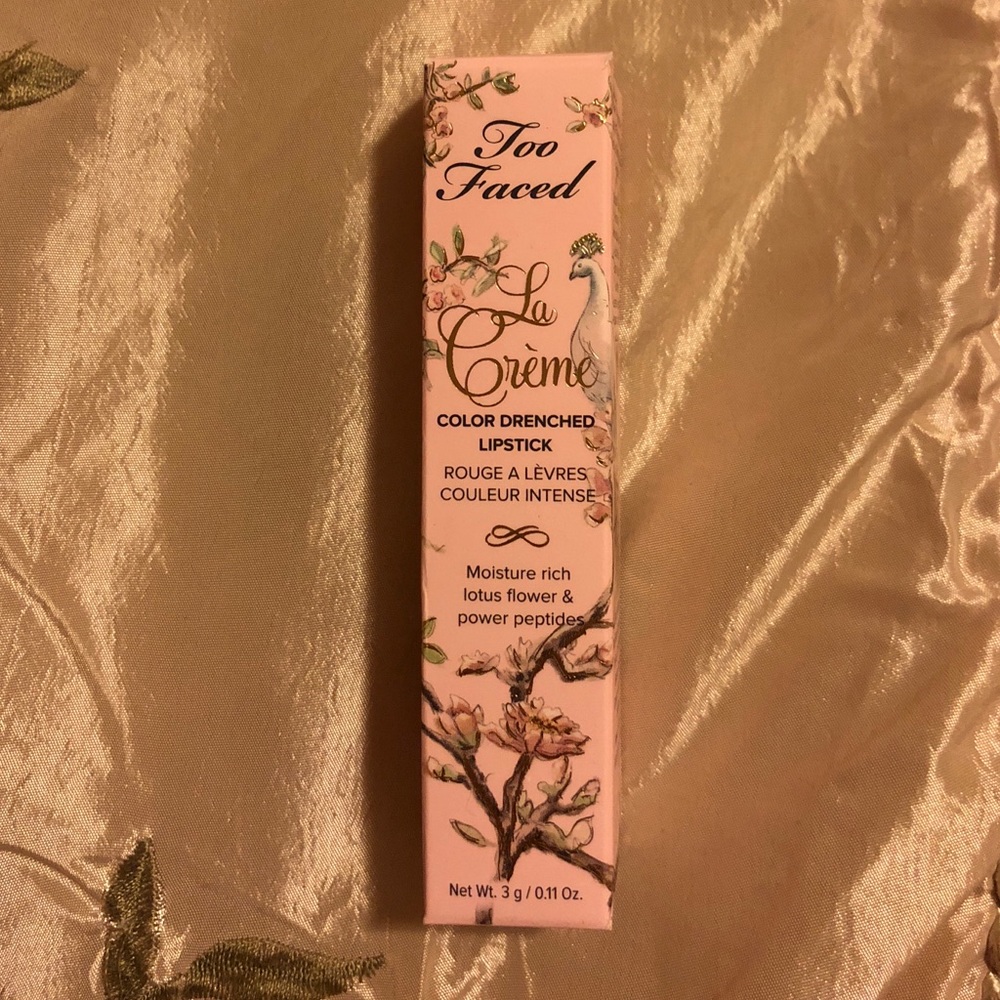 Too
Faced
La
Crème
COLOR DRENCHED
LIPSTICK
ROUGE A LÈVRES
COULEUR INTENSE
Moisture rich
lotus flower &
power peptides
Net Wt. 3 g / 0.11 Oz.